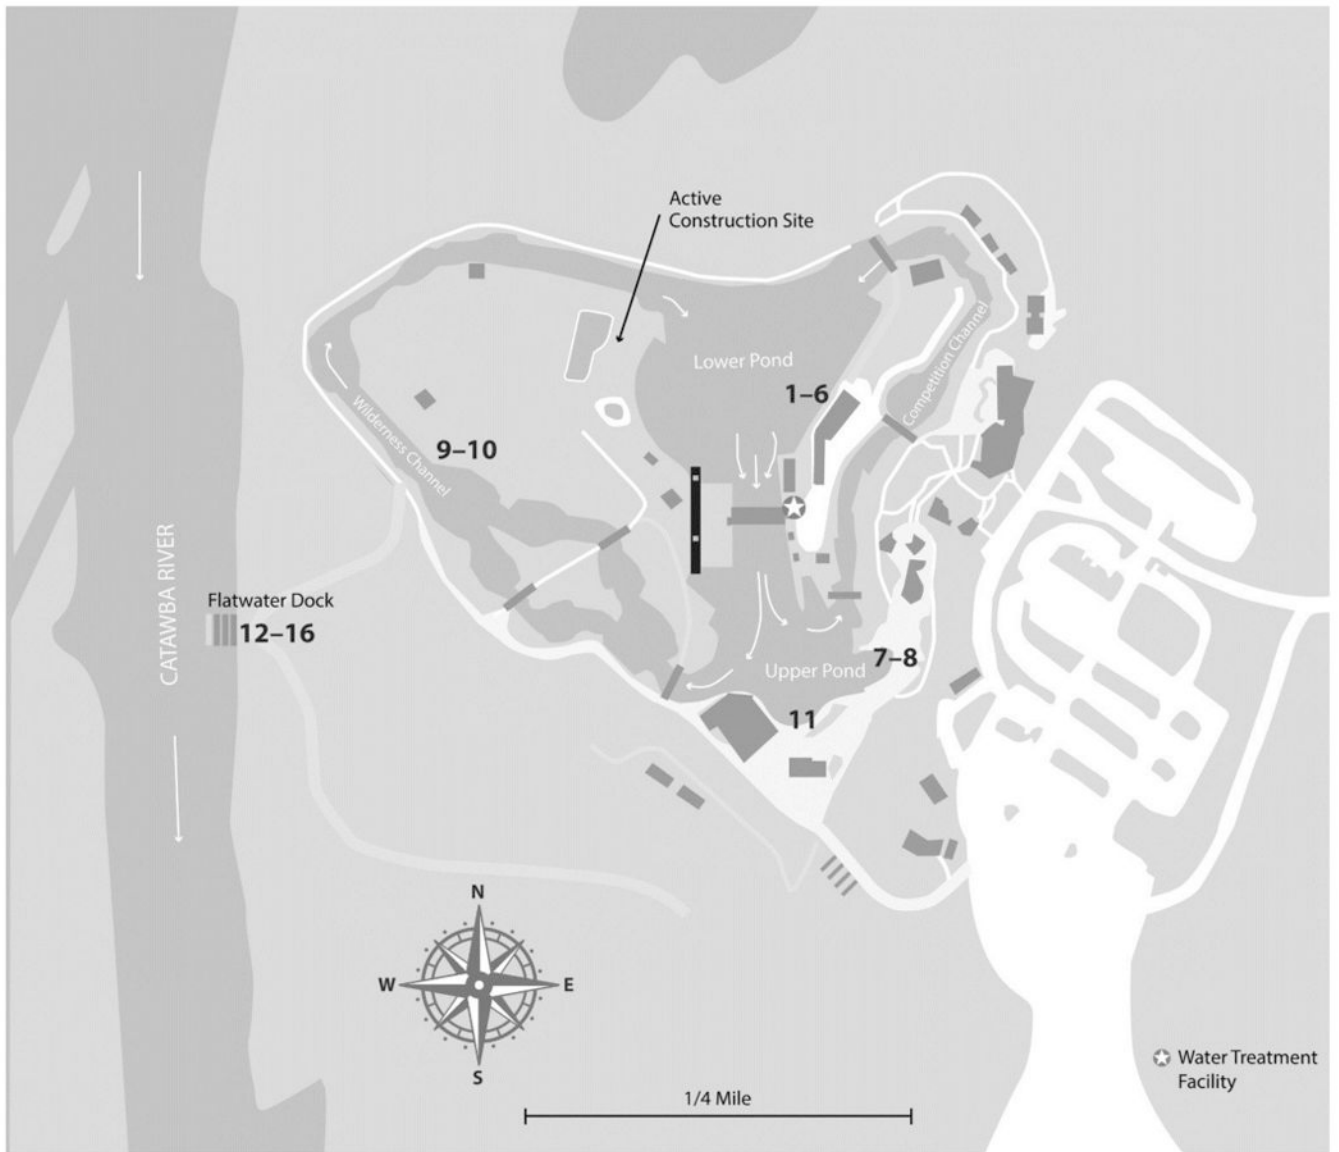 Active
Construction Site
Lower Pond
1–6
Competition Channel
Wilderness Channel
9–10
CATAWBA RIVER
Flatwater Dock
12–16
7–8
Upper Pond
11
N
W
E
S
1/4 Mile
Water Treatment
Facility